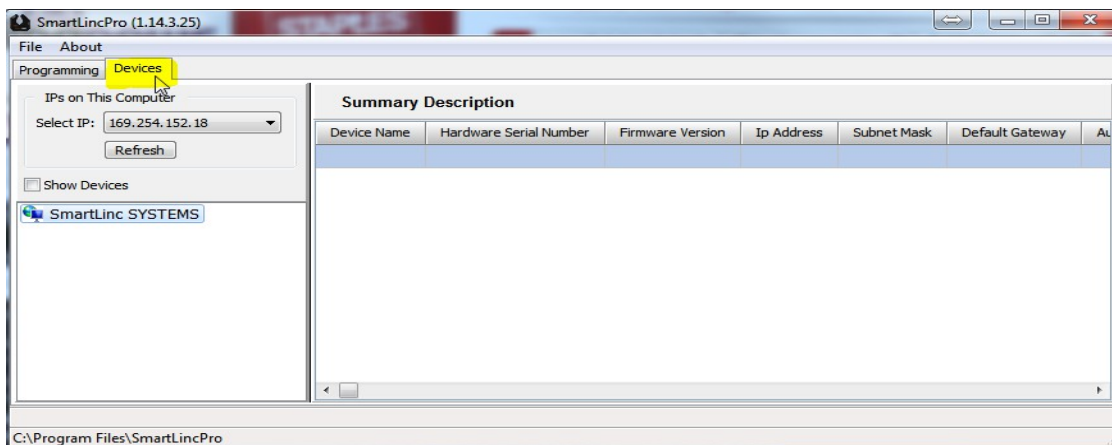 SmartLincPro (1.14.3.25)
File About
Programming Devices
IPs on This Computer
Select IP: 169.254.152.18
Refresh
Show Devices
SmartLinc SYSTEMS
Summary Description
Device Name Hardware Serial Number Firmware Version Ip Address Subnet Mask Default Gateway Au
C:\Program Files\SmartLincPro